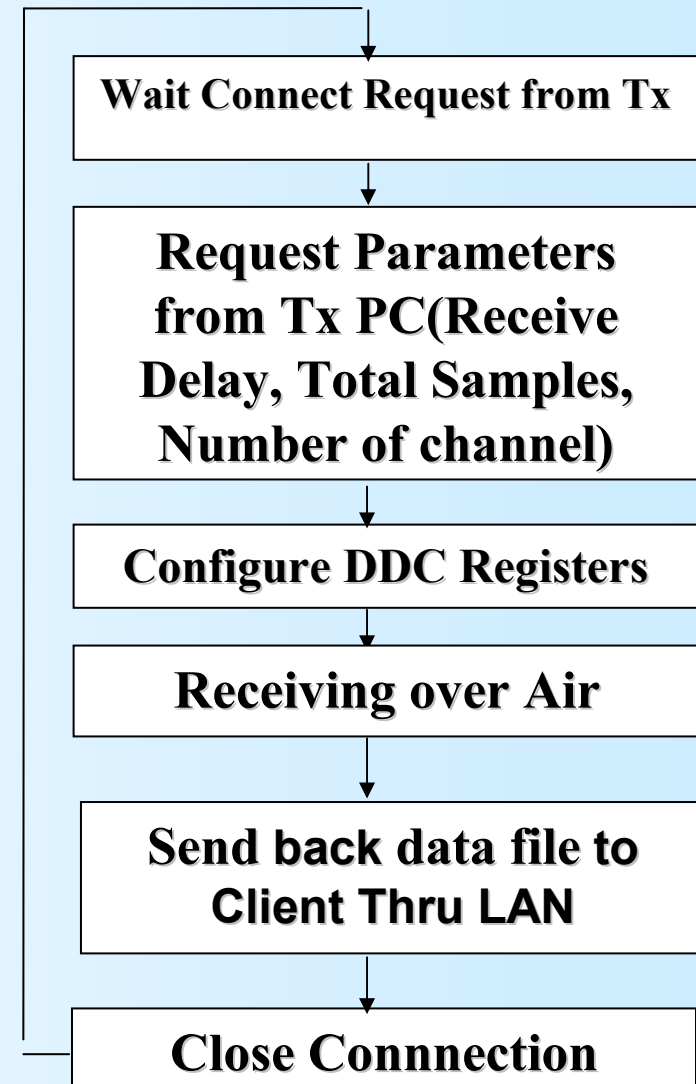 Wait Connect Request from Tx
Request Parameters
from Tx PC(Receive
Delay, Total Samples,
Number of channel)
Configure DDC Registers
Receiving over Air
Send back data file to
Client Thru LAN
Close Connnection